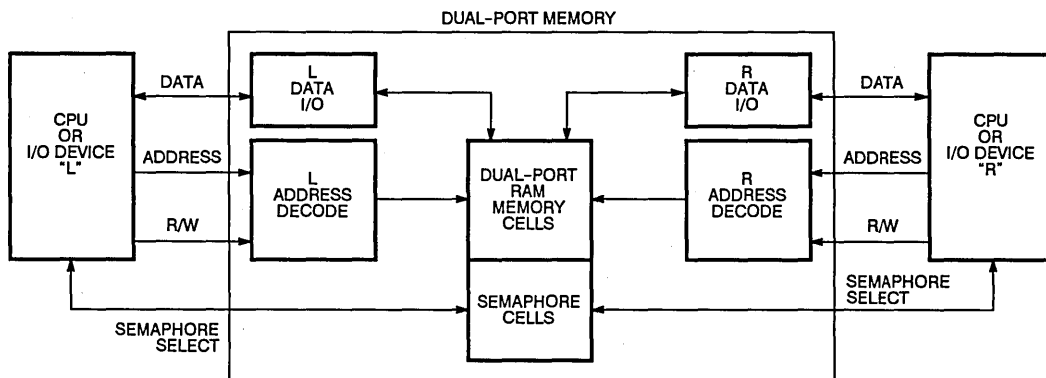 DUAL-PORT MEMORY
CPU
OR
I/O DEVICE
"L"
DATA
ADDRESS
R/W
SEMAPHORE
SELECT
L
DATA
I/O
L
ADDRESS
DECODE
DUAL-PORT
RAM
MEMORY
CELLS
SEMAPHORE
CELLS
R
DATA
I/O
R
ADDRESS
DECODE
DATA
ADDRESS
R/W
SEMAPHORE
SELECT
CPU
OR
I/O DEVICE
"R"